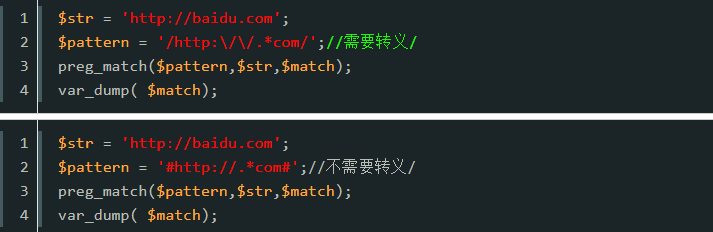 1 $str = 'http://baidu.com';
2 $pattern = '/http:\/\/.*com/';//需要转义/
3 preg_match($pattern,$str,$match);
4 var_dump( $match);
1 $str = 'http://baidu.com';
2 $pattern = '#http://.*com#';//不需要转义/
3 preg_match($pattern,$str,$match);
4 var_dump( $match);